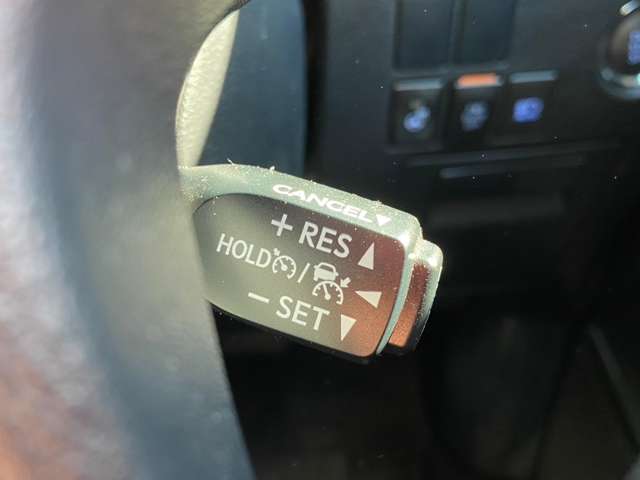 CANCEL
+ RES
HOLD /
- SET